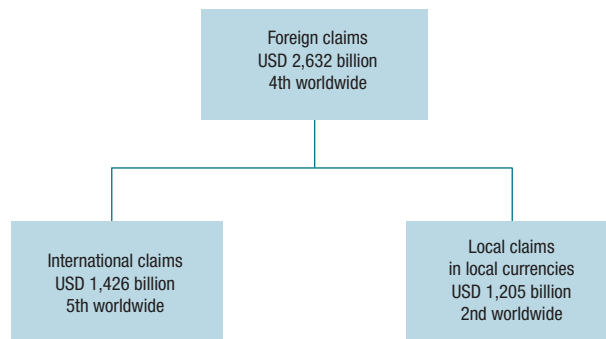 Foreign claims
USD 2,632 billion
4th worldwide
International claims
USD 1,426 billion
5th worldwide
Local claims
in local currencies
USD 1,205 billion
2nd worldwide